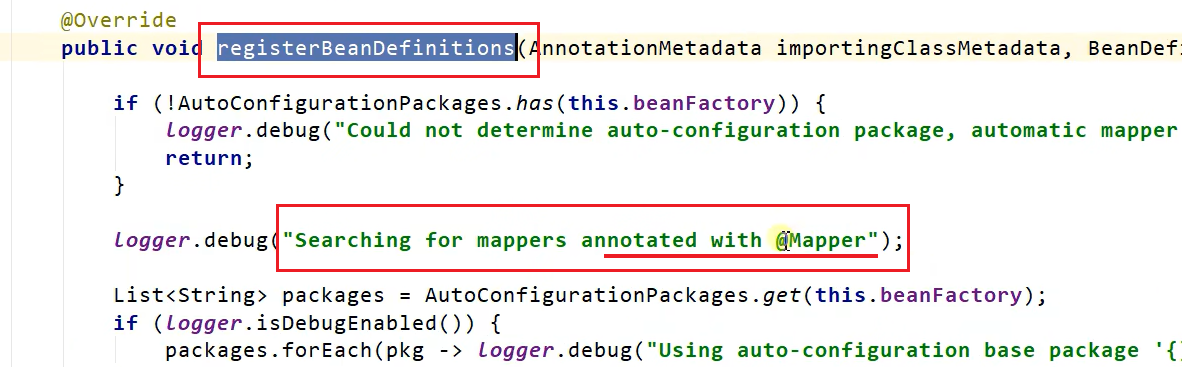 @Override
public void registerBeanDefinitions(AnnotationMetadata importingClassMetadata, BeanDefi
if (!AutoConfigurationPackages.has(this.beanFactory)) {
logger.debug("Could not determine auto-configuration package, automatic mapper
return;
}
logger.debug("Searching for mappers annotated with @Mapper");
List<String> packages = AutoConfigurationPackages.get(this.beanFactory);
if (logger.isDebugEnabled()) {
packages.forEach(pkg -> logger.debug("Using auto-configuration base package '{}